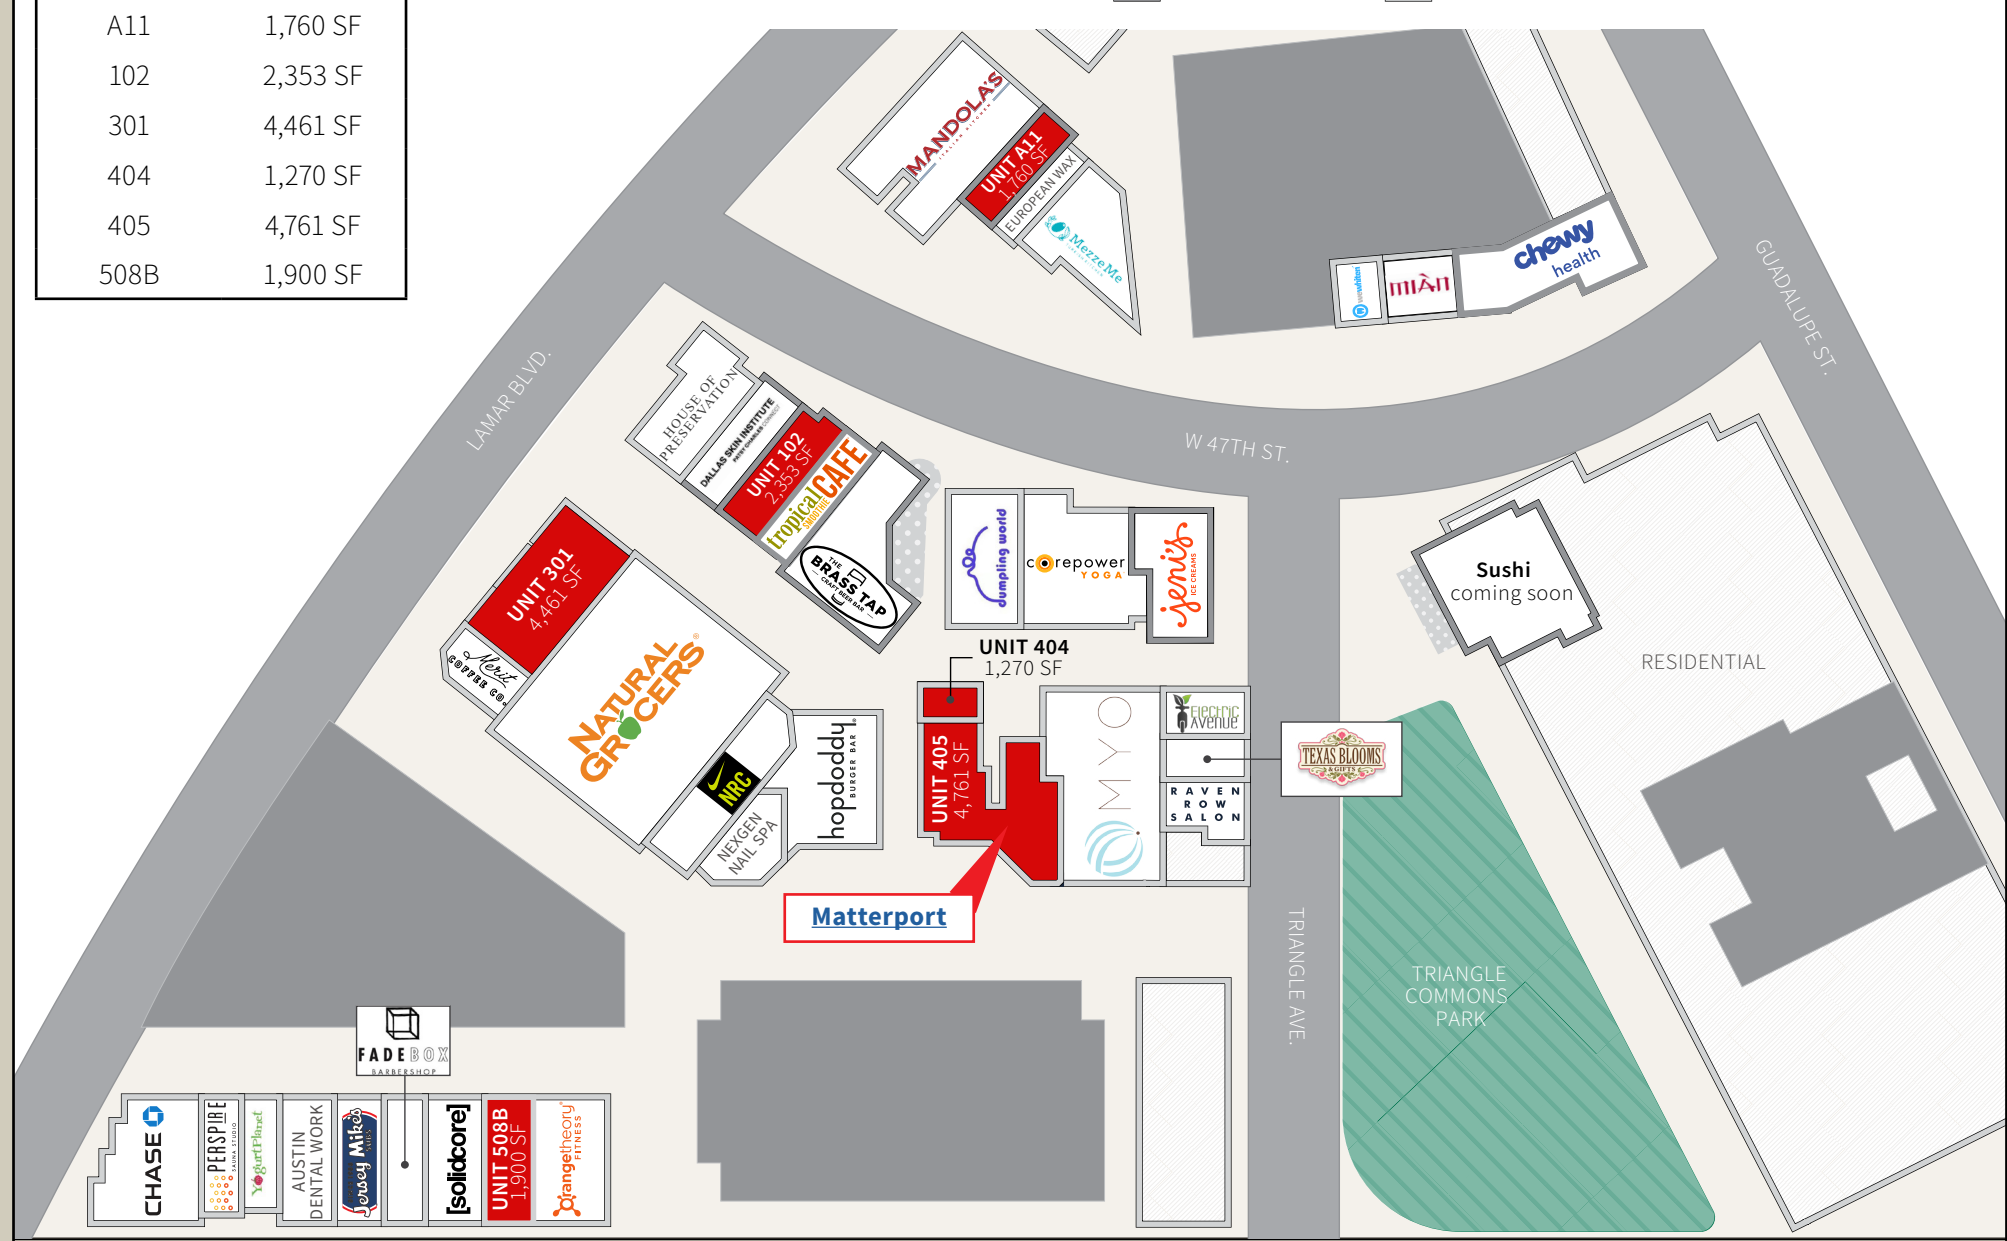 A11 1,760 SF
102 2,353 SF
301 4,461 SF
404 1,270 SF
405 4,761 SF
508B 1,900 SF
MANDOLA'S
ITALIAN KITCHEN
UNIT A11
1,760 SF
EUROPEAN WAX
MezzeMe
wewhiten
MIÀN
chewy
health
GUADALUPE ST.
LAMAR BLVD.
W 47TH ST.
HOUSE OF
PRESERVATION
DALLAS SKIN INSTITUTE
UNIT 102
2,353 SF
tropical
SMOOTHIE
CAFE
THE
BRASS TAP
CRAFT BEER BAR
dumpling world
corepower
YOGA
jeni's
ICE CREAMS
Sushi
coming soon
RESIDENTIAL
UNIT 301
4,461 SF
Merit
COFFEE CO.
NATURAL
GROCERS®
NRC
NEXGEN
NAIL SPA
hopdoddy®
BURGER BAR
UNIT 404
1,270 SF
UNIT 405
4,761 SF
MYO
Electric
Avenue
TEXAS BLOOMS
& GIFTS
RAVEN
ROW
SALON
Matterport
TRIANGLE AVE.
TRIANGLE
COMMONS
PARK
FADEBOX
BARBERSHOP
CHASE
PERSPIRE
SAUNA STUDIO
YogurtPlanet
AUSTIN
DENTAL WORK
Jersey Mike's
SUBS
[solidcore]
UNIT 508B
1,900 SF
Orangetheory®
FITNESS